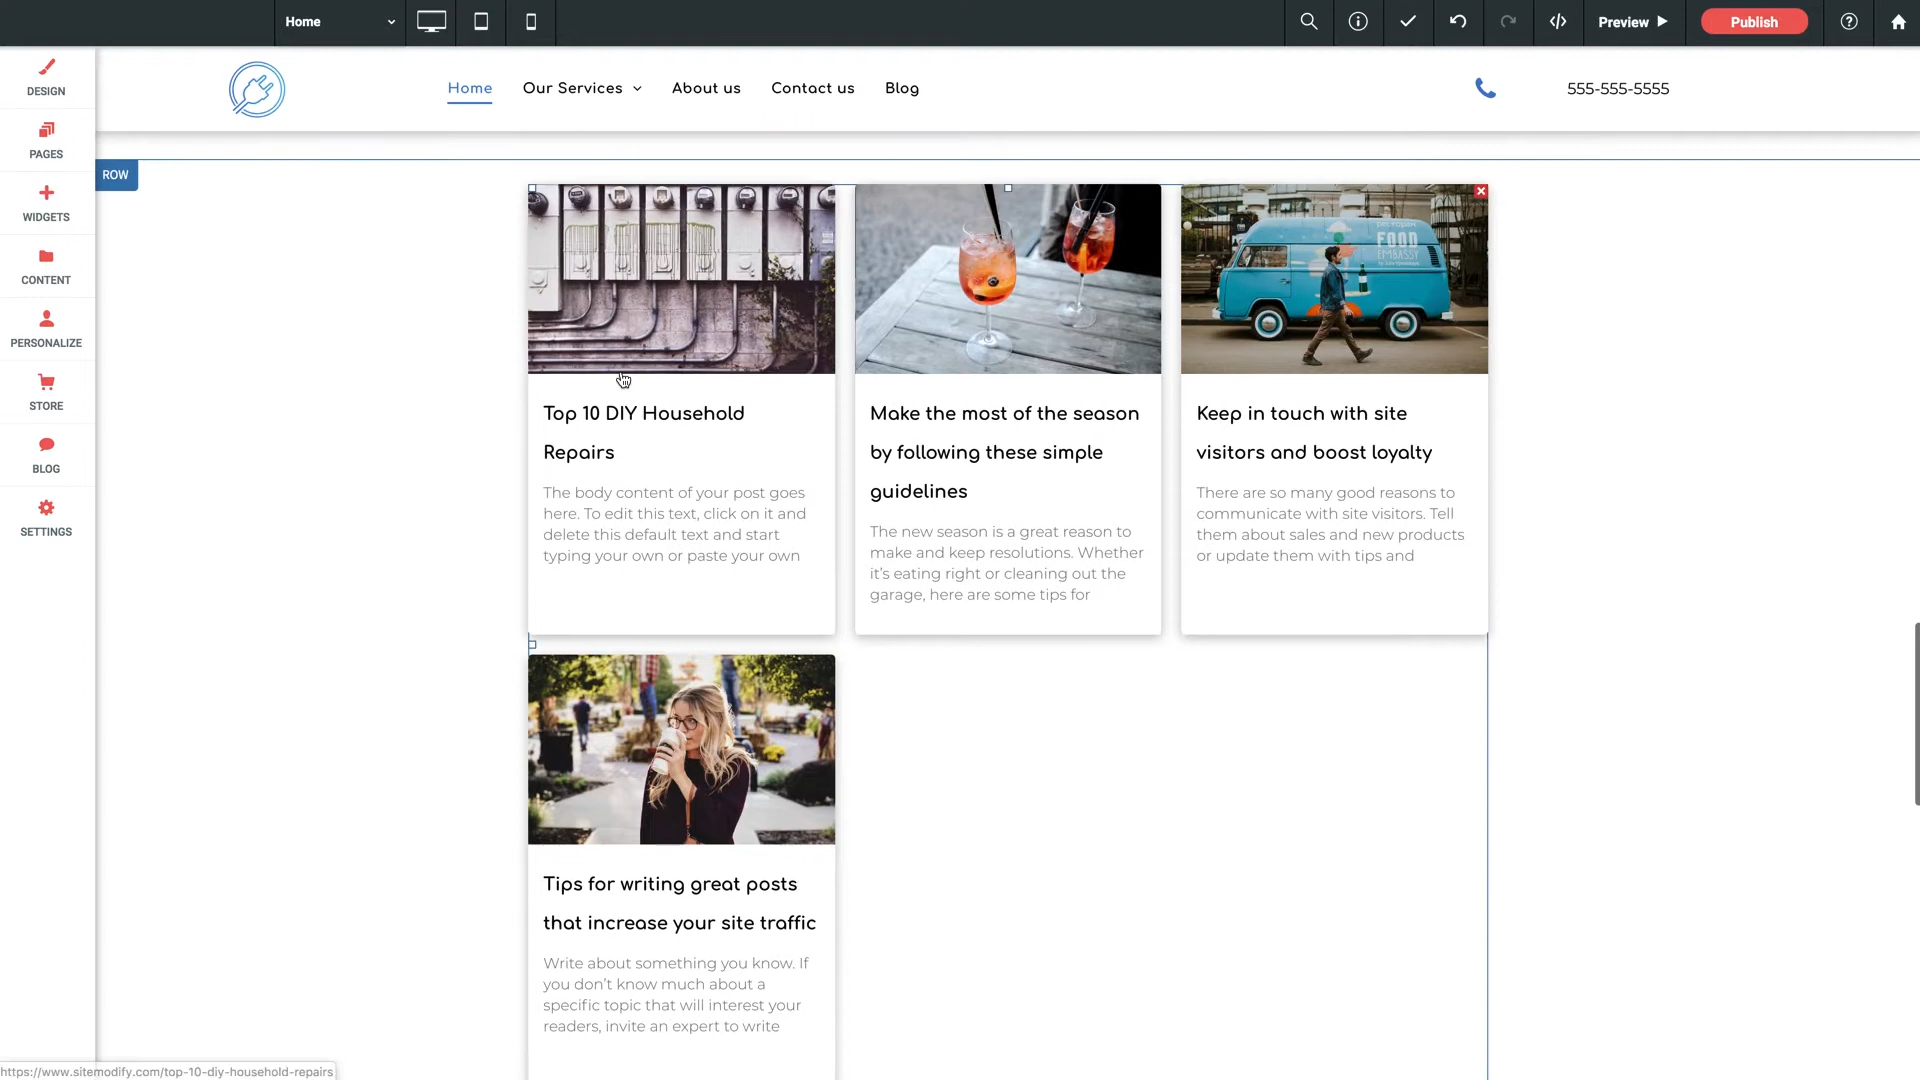 Home
Preview
Publish
DESIGN
PAGES
WIDGETS
CONTENT
PERSONALIZE
STORE
BLOG
SETTINGS
Home
Our Services
About us
Contact us
Blog
555-555-5555
ROW
FOOD
EMBASSY
Top 10 DIY Household
Repairs
The body content of your post goes
here. To edit this text, click on it and
delete this default text and start
typing your own or paste your own
Make the most of the season
by following these simple
guidelines
The new season is a great reason to
make and keep resolutions. Whether
it's eating right or cleaning out the
garage, here are some tips for
Keep in touch with site
visitors and boost loyalty
There are so many good reasons to
communicate with site visitors. Tell
them about sales and new products
or update them with tips and
Tips for writing great posts
that increase your site traffic
Write about something you know. If
you don't know much about a
specific topic that will interest your
readers, invite an expert to write
https://www.sitemodify.com/top-10-diy-household-repairs